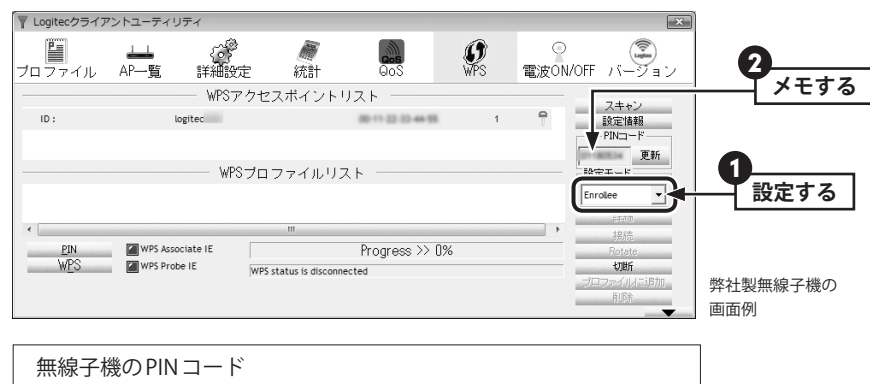 Logitecクライアントユーティリティ
プロファイル AP一覧 詳細設定 統計 QoS WPS 電波ON/OFF バージョン
2
メモする
WPSアクセスポイントリスト
スキャン
ID : logitec 1
設定情報
PINコード
更新
WPSプロファイルリスト
設定モード
1
設定する
Enrollee
詳細
接続
PIN WPS Associate IE Progress >> 0%
Rotate
WPS WPS Probe IE WPS status is disconnected
切断
プロファイルに追加
削除
弊社製無線子機の
画面例
無線子機のPINコード